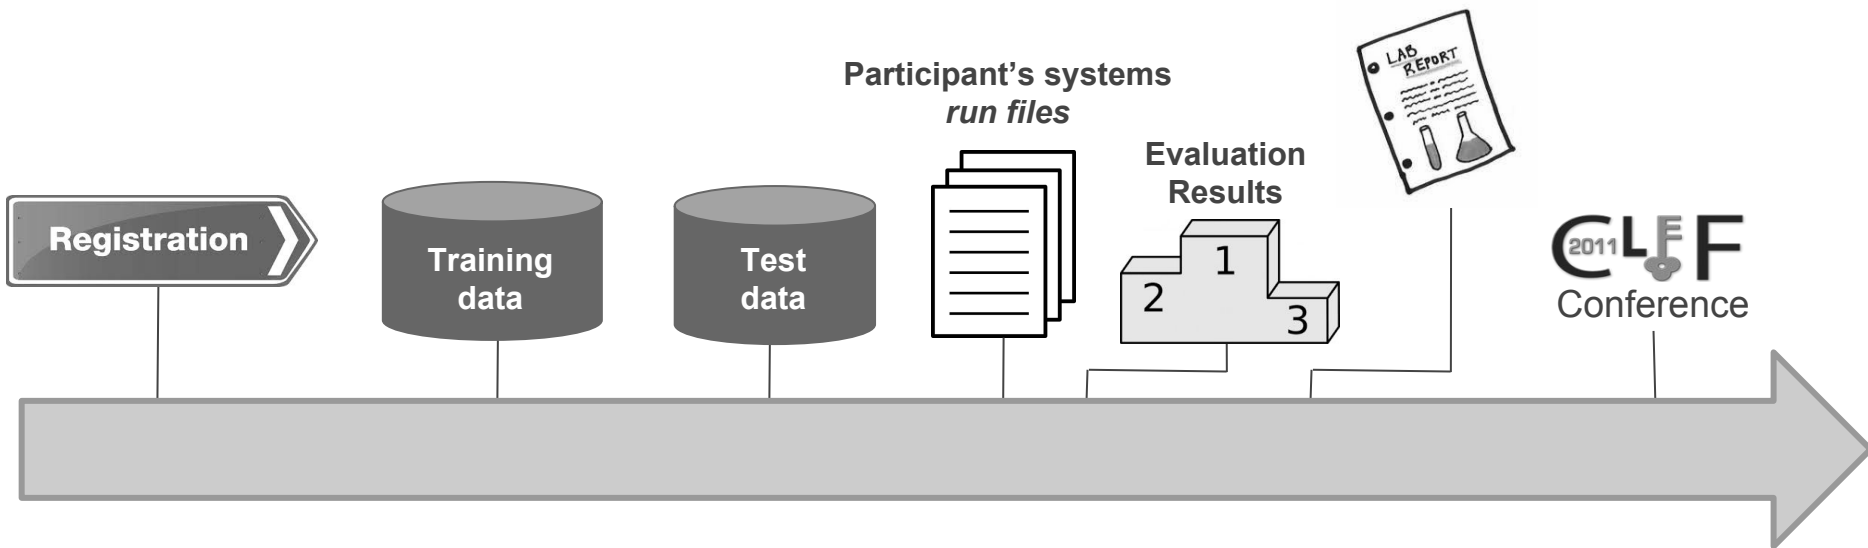 Registration
Training
data
Test
data
Participant's systems
run files
Evaluation
Results
1
2
3
LAB
REPORT
CLEF
2011
Conference